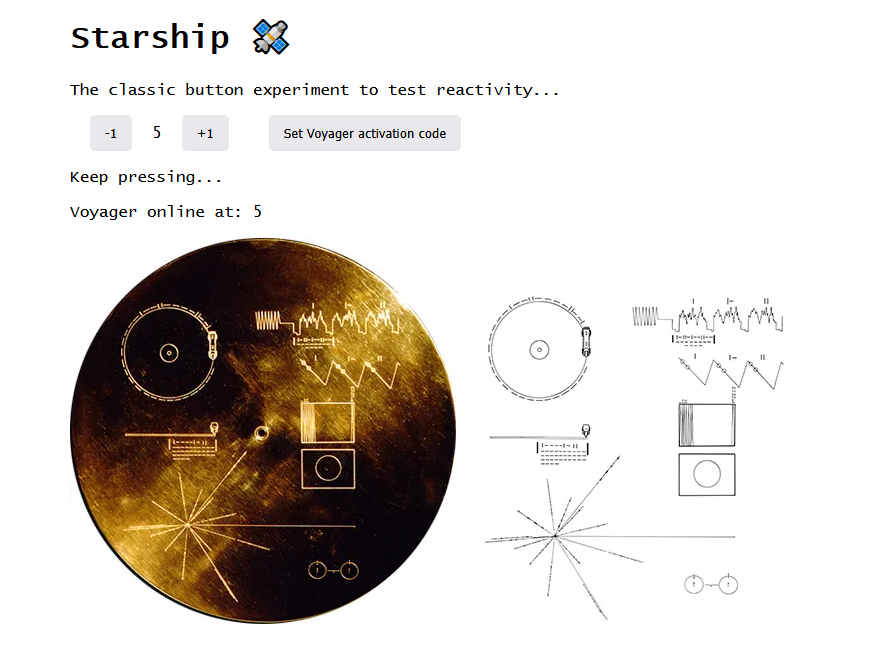 Starship 🛰️
The classic button experiment to test reactivity...
-1 5 +1 Set Voyager activation code
Keep pressing...
Voyager online at: 5